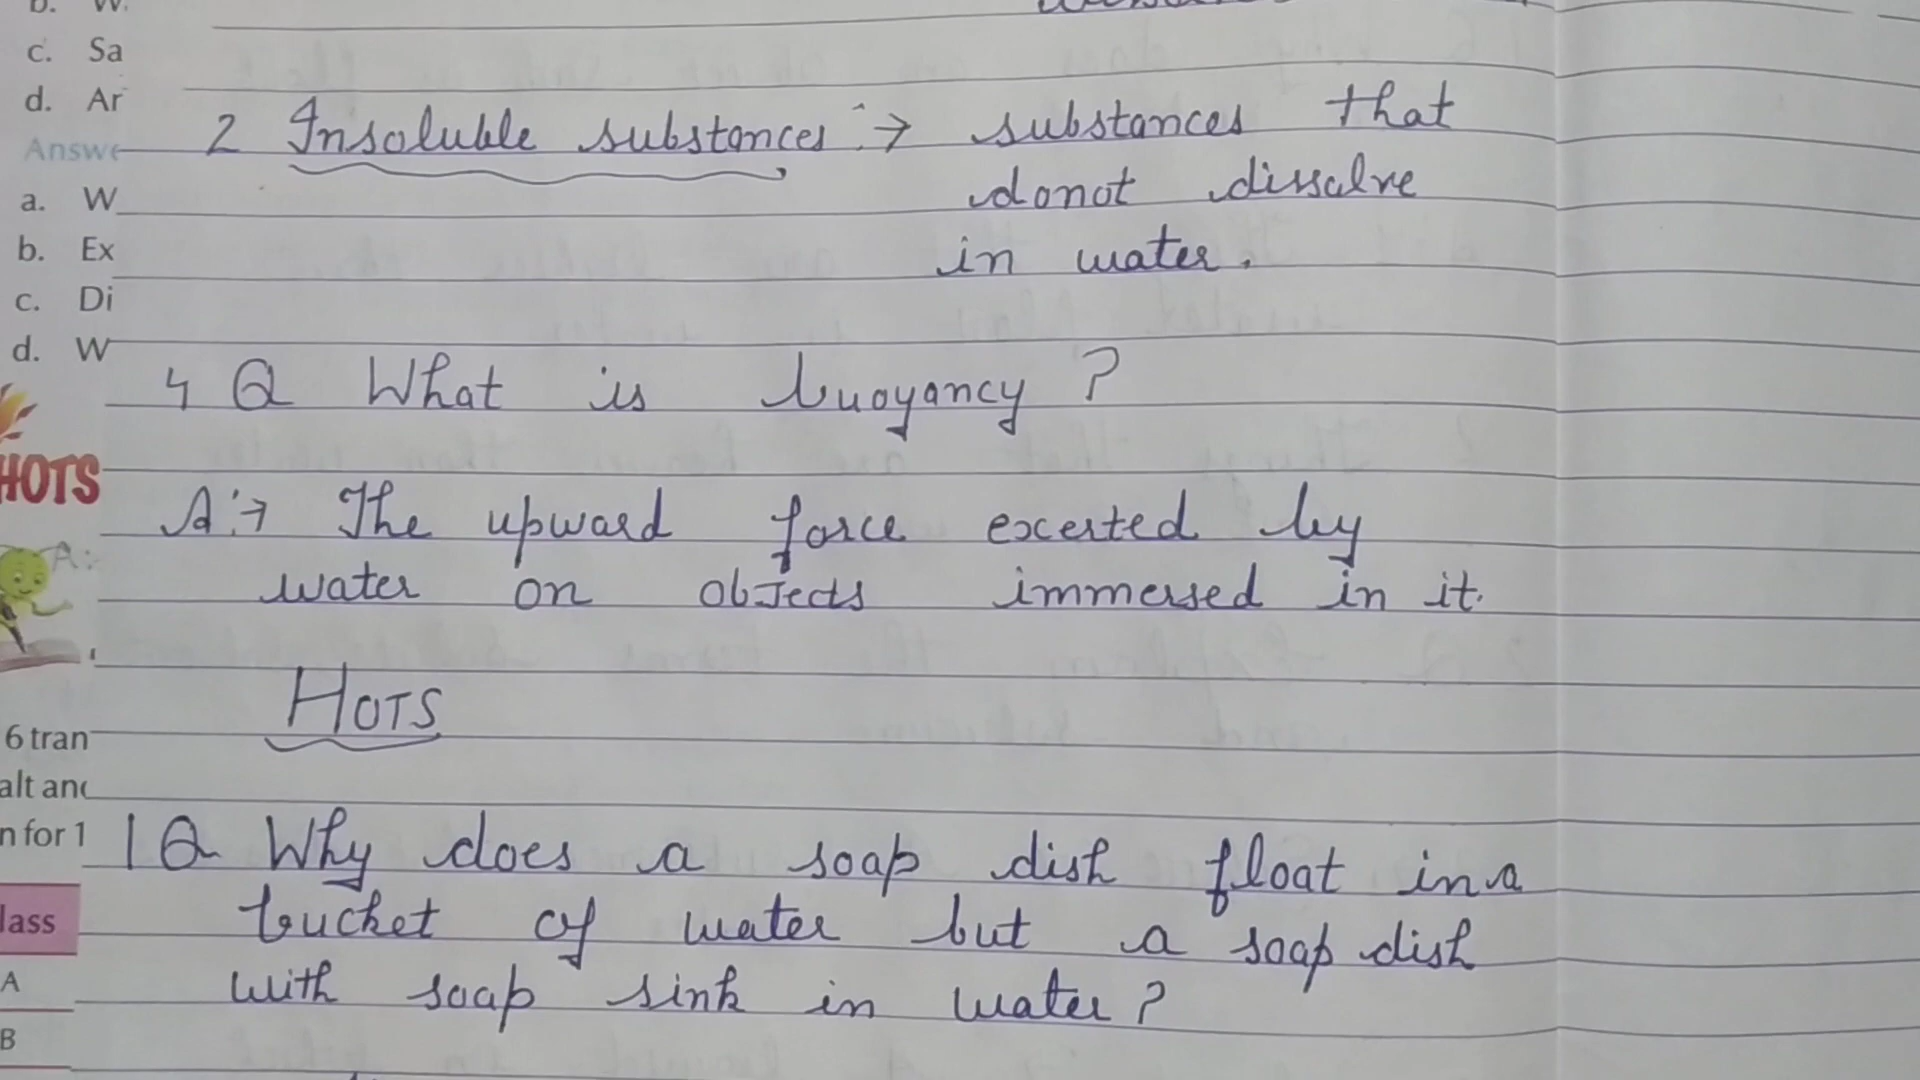 c. Sa
d. Ar
Answe
a. W
b. Ex
c. Di
d. W
HOTS
A:
6 tran
alt and
n for 1
lass
A
B
2 Insoluble substances :→ substances that
donot dissolve
in water.
4 Q What is buoyancy ?
A:→ The upward force exerted by
water on objects immersed in it.
HOTS
1 Q Why does a soap dish float in a
bucket of water but a soap dish
with soap sink in water ?